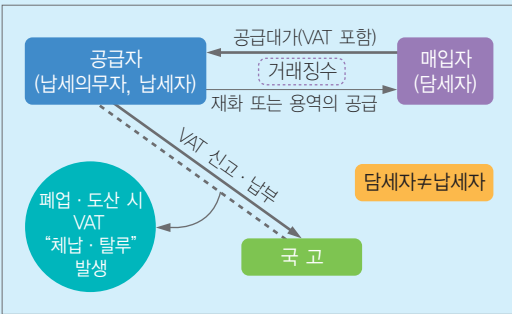 공급대가(VAT 포함)
공급자
(납세의무자, 납세자)
거래징수
매입자
(담세자)
재화 또는 용역의 공급
VAT 신고·납부
담세자≠납세자
폐업·도산 시
VAT
“체납·탈루”
발생
국 고